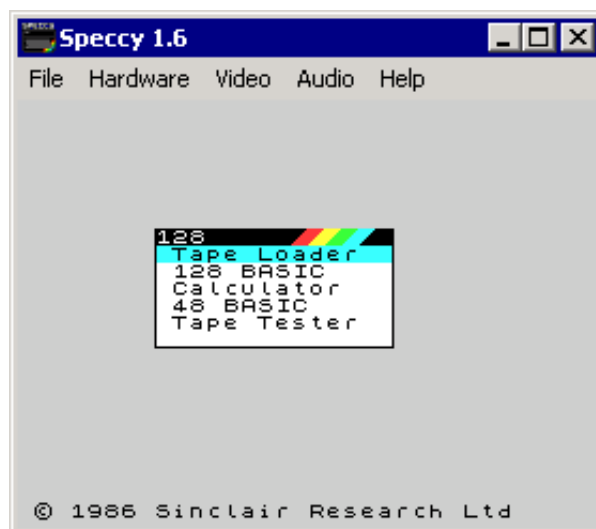 Speccy 1.6
File Hardware Video Audio Help
128
Tape Loader
128 BASIC
Calculator
48 BASIC
Tape Tester
© 1986 Sinclair Research Ltd